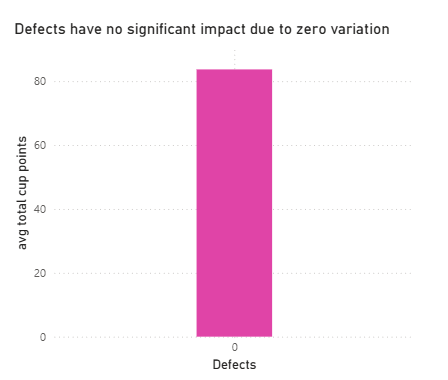 Defects have no significant impact due to zero variation
avg total cup points
80
60
40
20
0
0
Defects